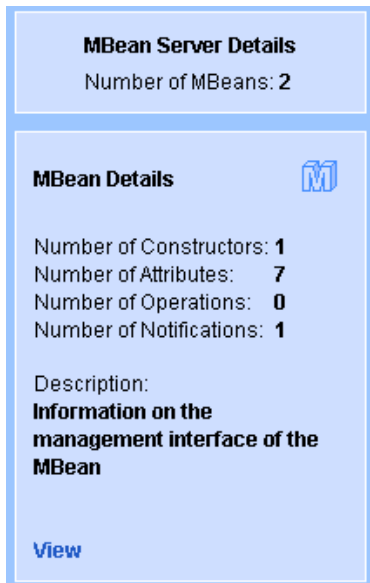 MBean Server Details
Number of MBeans: 2
MBean Details
M
Number of Constructors: 1
Number of Attributes: 7
Number of Operations: 0
Number of Notifications: 1
Description:
Information on the
management interface of the
MBean
View